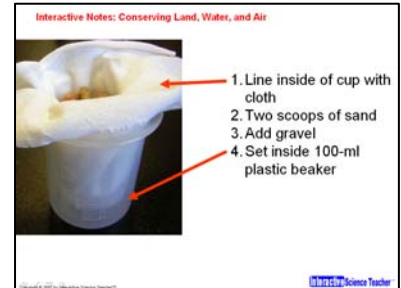 Interactive Notes: Conserving Land, Water, and Air
1. Line inside of cup with
cloth
2. Two scoops of sand
3. Add gravel
4. Set inside 100-ml
plastic beaker
Interactive Science Teacher